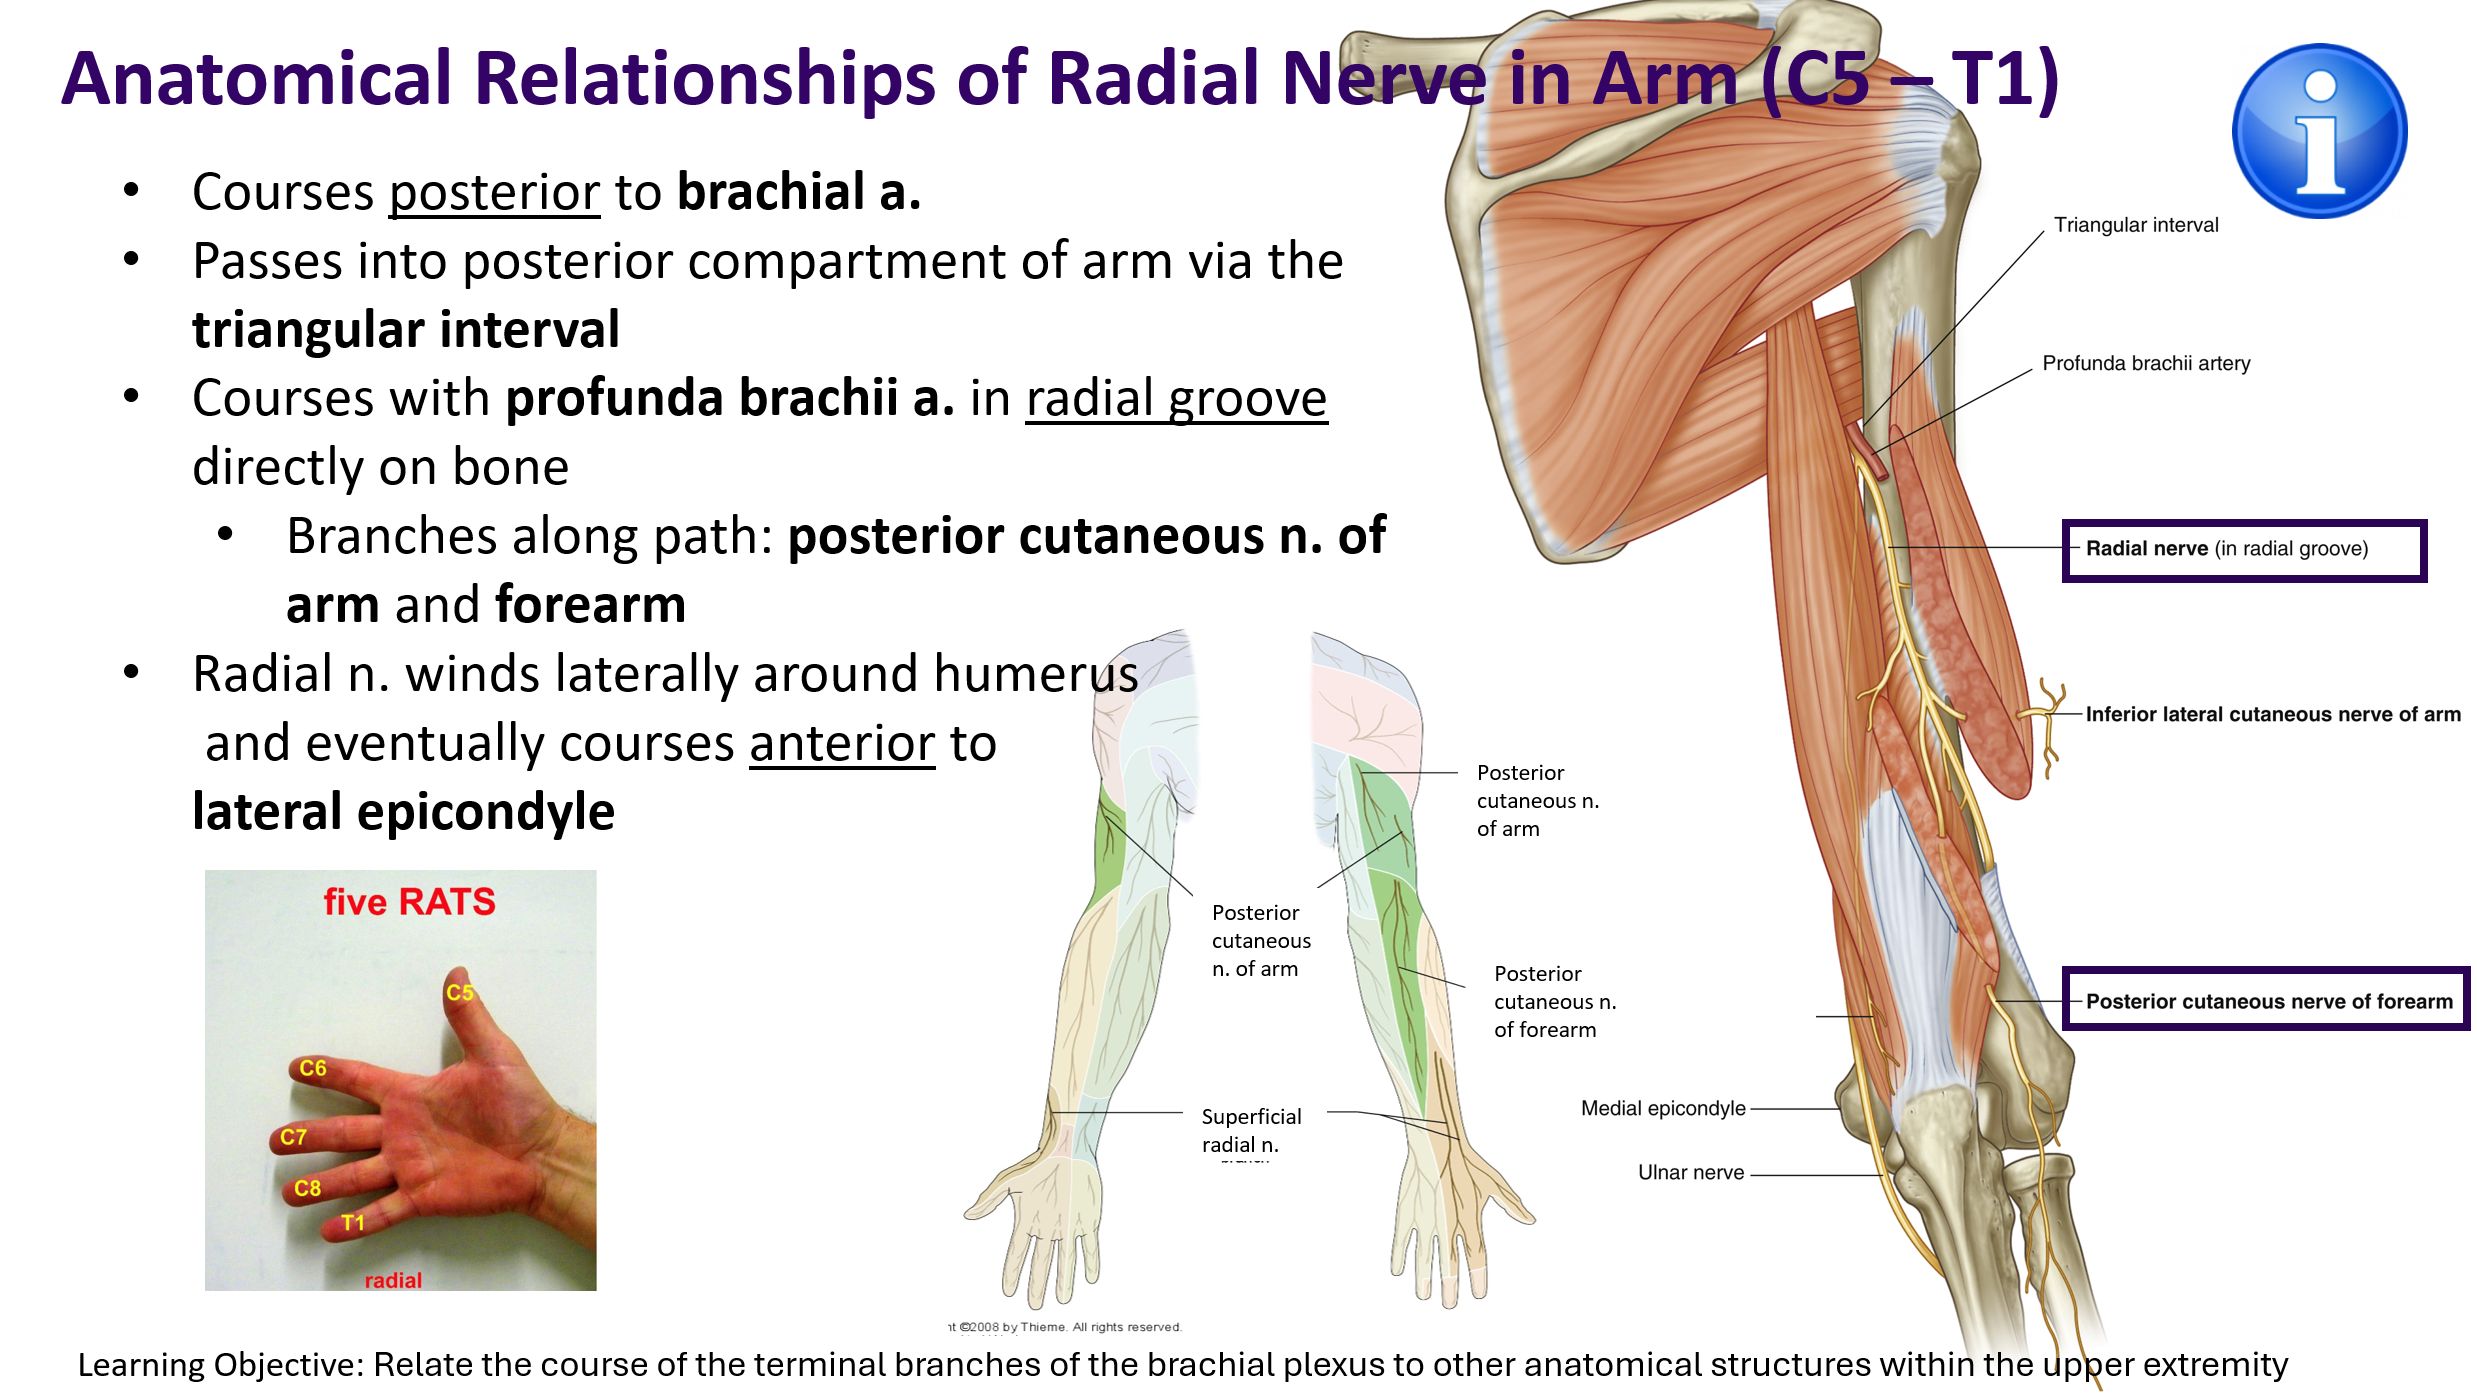 Anatomical Relationships of Radial Nerve in Arm (C5 – T1)
• Courses posterior to brachial a.
• Passes into posterior compartment of arm via the
triangular interval
• Courses with profunda brachii a. in radial groove
directly on bone
• Branches along path: posterior cutaneous n. of
arm and forearm
• Radial n. winds laterally around humerus
and eventually courses anterior to
lateral epicondyle
five RATS
C5
C6
C7
C8
T1
radial
Posterior
cutaneous n.
of arm
Posterior
cutaneous
n. of arm
Posterior
cutaneous n.
of forearm
Superficial
radial n.
©2008 by Thieme. All rights reserved.
Triangular interval
Profunda brachii artery
Radial nerve (in radial groove)
Inferior lateral cutaneous nerve of arm
Posterior cutaneous nerve of forearm
Medial epicondyle
Ulnar nerve
Learning Objective: Relate the course of the terminal branches of the brachial plexus to other anatomical structures within the upper extremity